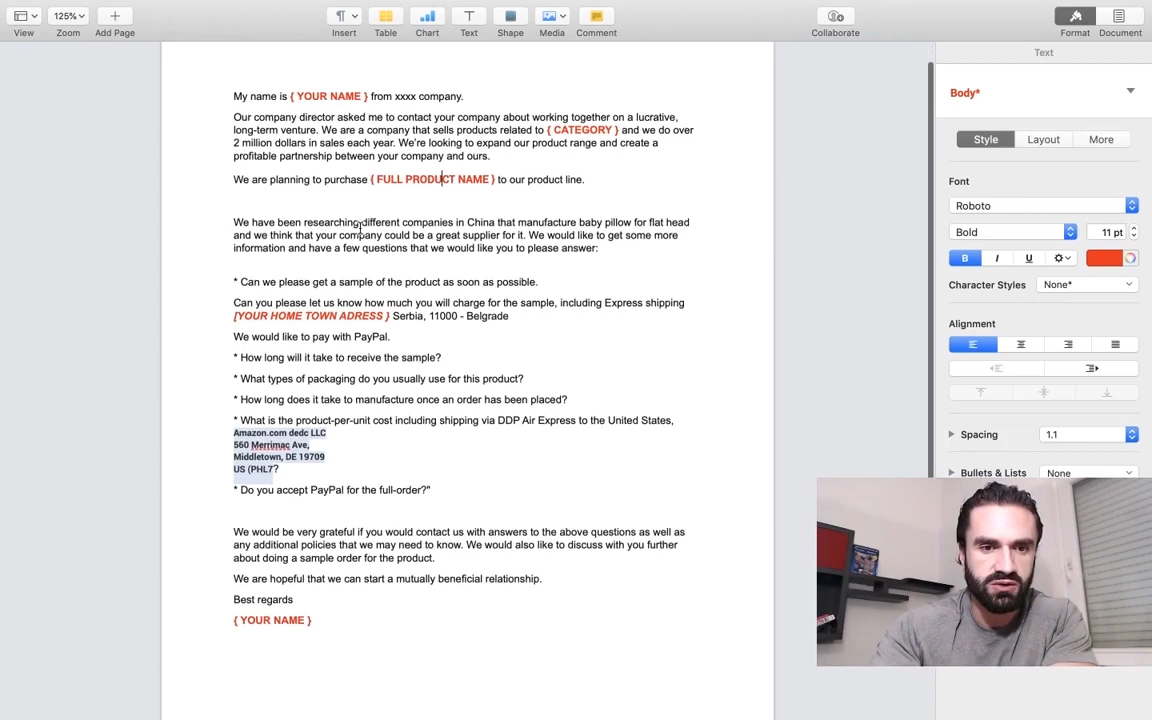 125%
View
Zoom
Add Page
Insert
Table
Chart
Text
Shape
Media
Comment
Collaborate
Format
Document
My name is { YOUR NAME } from xxxx company.
Our company director asked me to contact your company about working together on a lucrative,
long-term venture. We are a company that sells products related to { CATEGORY } and we do over
2 million dollars in sales each year. We're looking to expand our product range and create a
profitable partnership between your company and ours.
We are planning to purchase { FULL PRODUCT NAME } to our product line.
We have been researching different companies in China that manufacture baby pillow for flat head
and we think that your company could be a great supplier for it. We would like to get some more
information and have a few questions that we would like you to please answer:
* Can we please get a sample of the product as soon as possible.
Can you please let us know how much you will charge for the sample, including Express shipping
[YOUR HOME TOWN ADRESS } Serbia, 11000 - Belgrade
We would like to pay with PayPal.
* How long will it take to receive the sample?
* What types of packaging do you usually use for this product?
* How long does it take to manufacture once an order has been placed?
* What is the product-per-unit cost including shipping via DDP Air Express to the United States,
Amazon.com dedc LLC
560 Merrimac Ave,
Middletown, DE 19709
US (PHL7?
* Do you accept PayPal for the full-order?"
We would be very grateful if you would contact us with answers to the above questions as well as
any additional policies that we may need to know. We would also like to discuss with you further
about doing a sample order for the product.
We are hopeful that we can start a mutually beneficial relationship.
Best regards
{ YOUR NAME }
Text
Body*
Style
Layout
More
Font
Roboto
Bold
11 pt
B
I
U
Character Styles
None*
Alignment
Spacing
1.1
Bullets & Lists
None